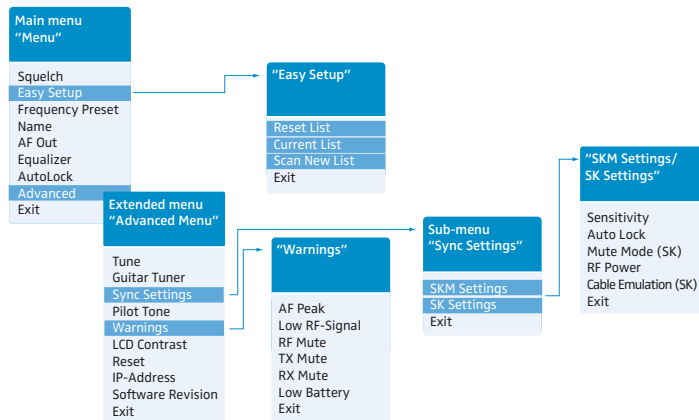 Main menu
“Menu”
Squelch
Easy Setup
Frequency Preset
Name
AF Out
Equalizer
AutoLock
Advanced
Exit
“Easy Setup”
Reset List
Current List
Scan New List
Exit
Extended menu
“Advanced Menu”
Tune
Guitar Tuner
Sync Settings
Pilot Tone
Warnings
LCD Contrast
Reset
IP-Address
Software Revision
Exit
“Warnings”
AF Peak
Low RF-Signal
RF Mute
TX Mute
RX Mute
Low Battery
Exit
Sub-menu
“Sync Settings”
SKM Settings
SK Settings
Exit
“SKM Settings/
SK Settings”
Sensitivity
Auto Lock
Mute Mode (SK)
RF Power
Cable Emulation (SK)
Exit